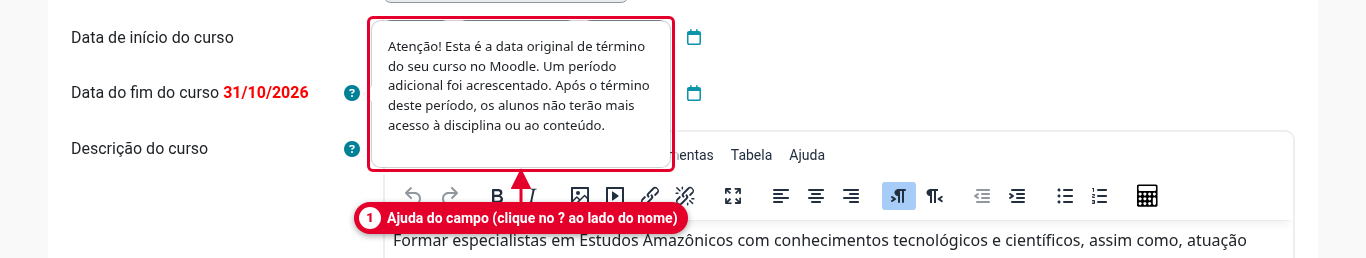 Data de início do curso
Atenção! Esta é a data original de término
do seu curso no Moodle. Um período
adicional foi acrescentado. Após o término
deste período, os alunos não terão mais
acesso à disciplina ou ao conteúdo.
Data do fim do curso 31/10/2026 ?
Descrição do curso ?
Tabela Ajuda
B I
1 Ajuda do campo (clique no ? ao lado do nome)
Formar especialistas em Estudos Amazônicos com conhecimentos tecnológicos e científicos, assim como, atuação